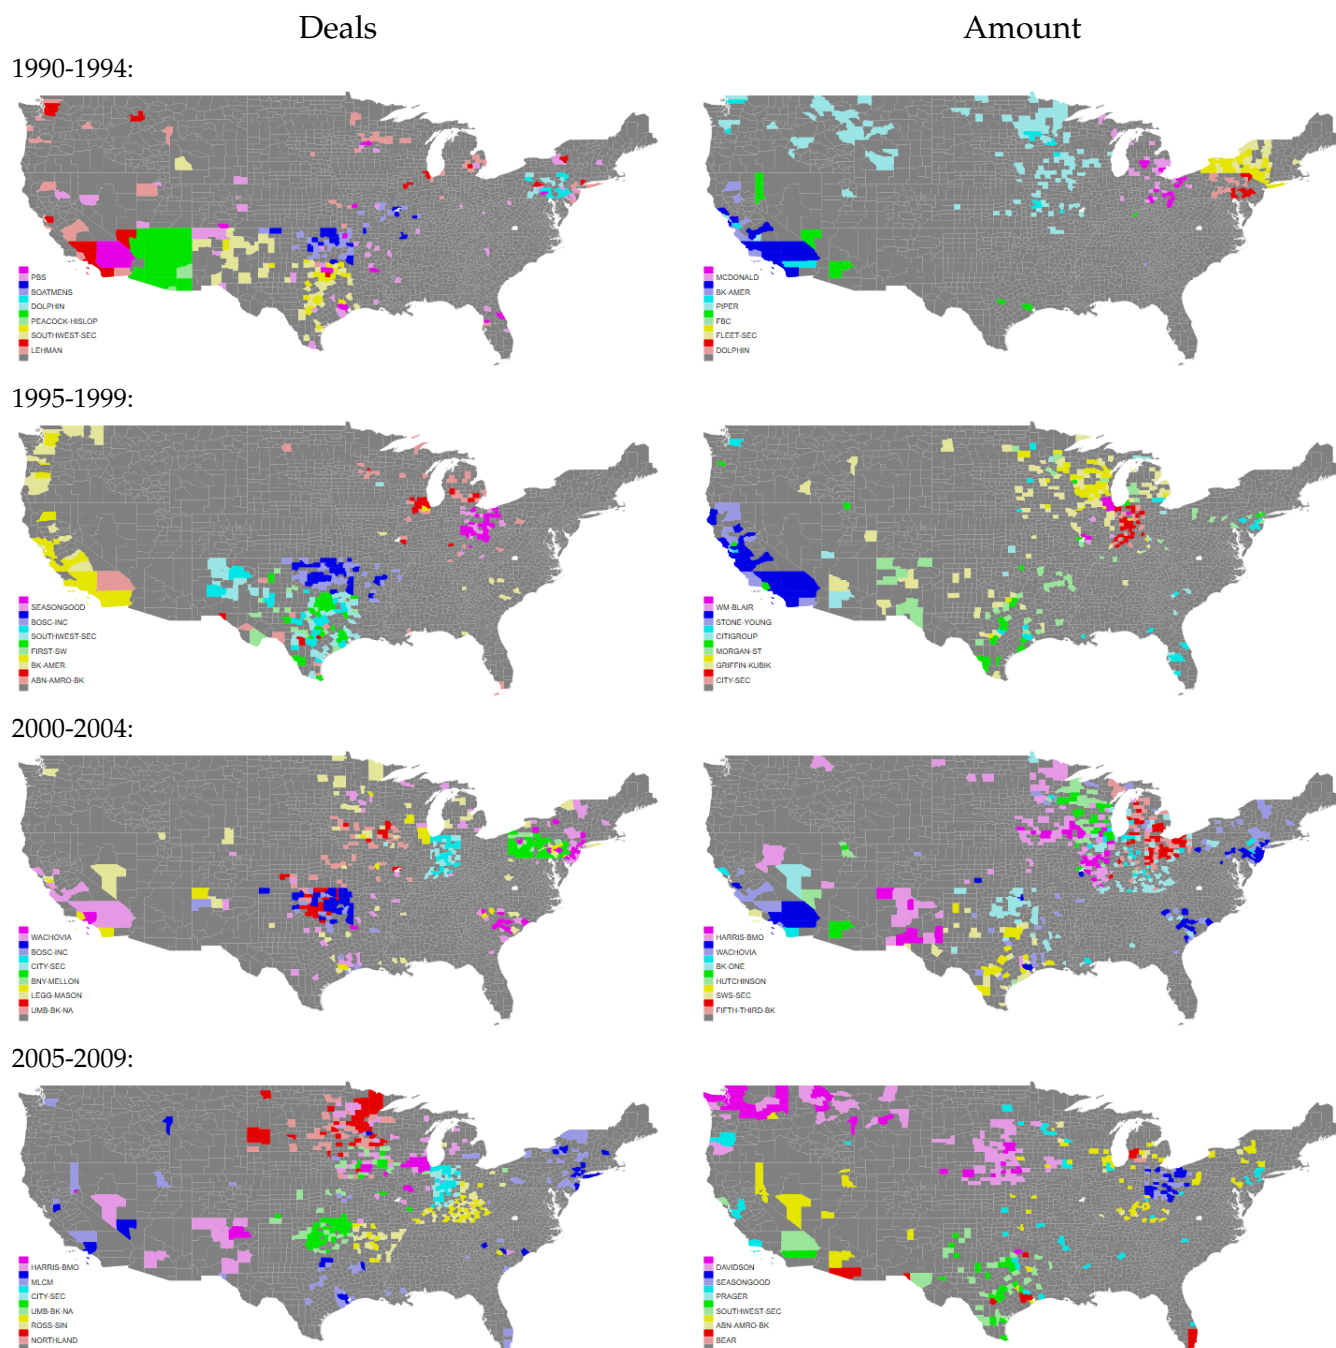 Deals
Amount
1990-1994:
PBS
BOATMENS
DOLPHIN
PEACOCK-HISLOP
SOUTHWEST-SEC
LEHMAN
MCDONALD
BK-AMER
PIPER
FBC
FLEET-SEC
DOLPHIN
1995-1999:
SEASONGOOD
BOSC-INC
SOUTHWEST-SEC
FIRST-SW
BK-AMER
ABN-AMRO-BK
WM-BLAIR
STONE-YOUNG
CITIGROUP
MORGAN-ST
GRIFFIN-KUBIK
CITY-SEC
2000-2004:
WACHOVIA
BOSC-INC
CITY-SEC
BNY-MELLON
LEGG-MASON
UMB-BK-NA
HARRIS-BMO
WACHOVIA
BK-ONE
HUTCHINSON
SWS-SEC
FIFTH-THIRD-BK
2005-2009:
HARRIS-BMO
MLCM
CITY-SEC
UMB-BK-NA
ROSS-SIN
NORTHLAND
DAVIDSON
SEASONGOOD
PRAGER
SOUTHWEST-SEC
ABN-AMRO-BK
BEAR